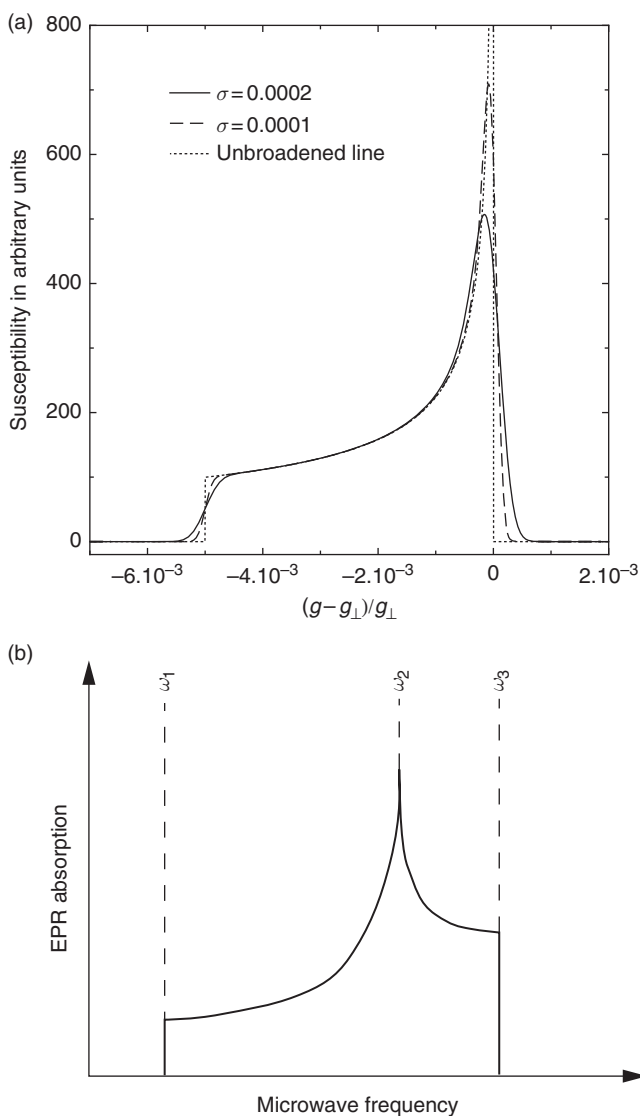 (a)
800
600
400
200
0
Susceptibility in arbitrary units
σ = 0.0002
σ = 0.0001
Unbroadened line
−6.10⁻³ −4.10⁻³ −2.10⁻³ 0 2.10⁻³
(g − g⊥)/g⊥
(b)
ω1 ω2 ω3
EPR absorption
Microwave frequency